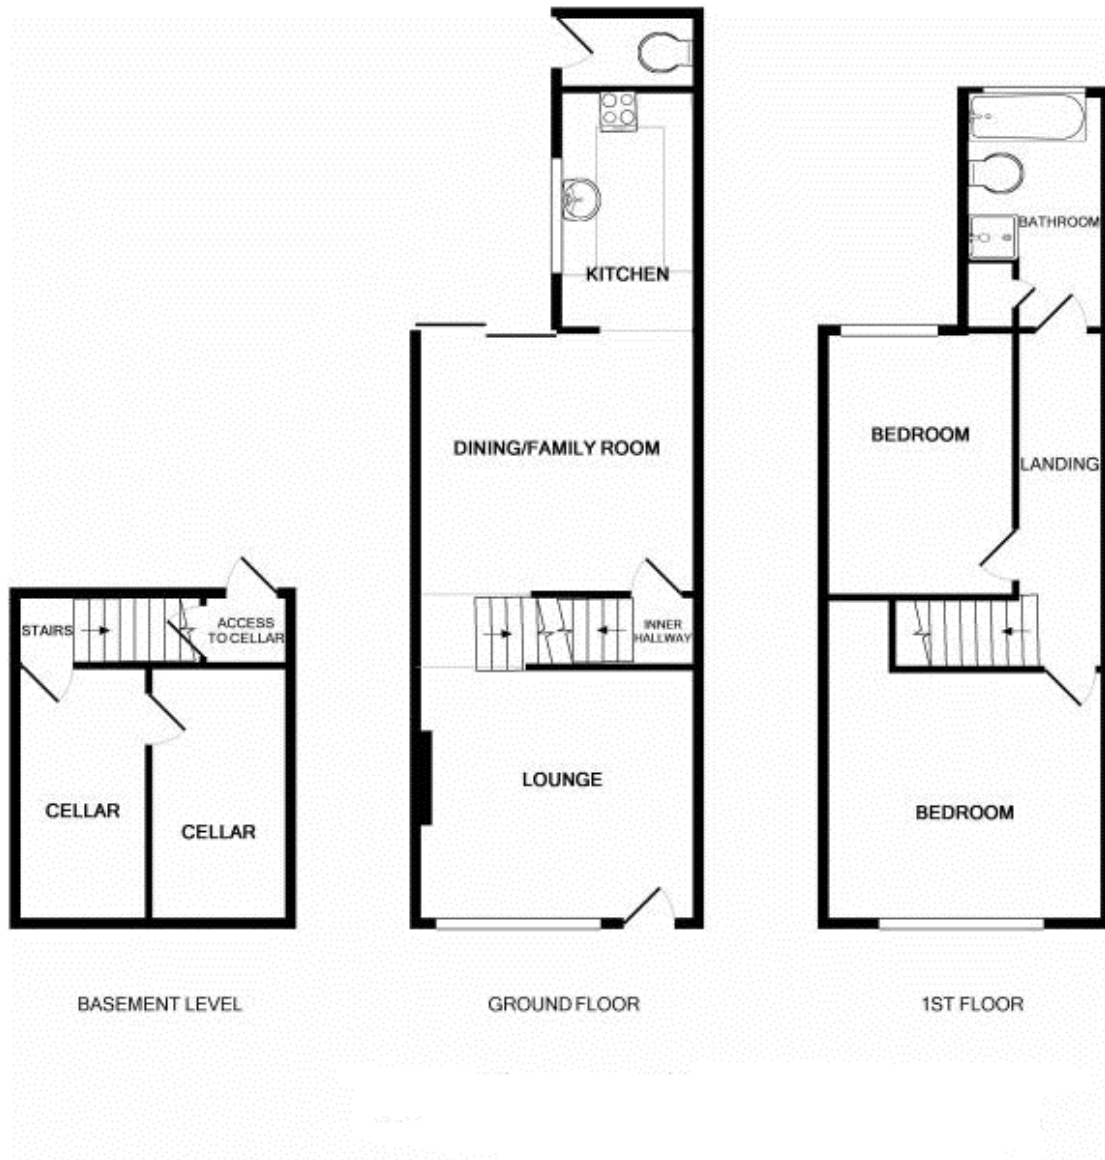 STAIRS
ACCESS
TO CELLAR
CELLAR
CELLAR
BASEMENT LEVEL
KITCHEN
DINING/FAMILY ROOM
INNER
HALLWAY
LOUNGE
GROUND FLOOR
BATHROOM
BEDROOM
LANDING
BEDROOM
1ST FLOOR